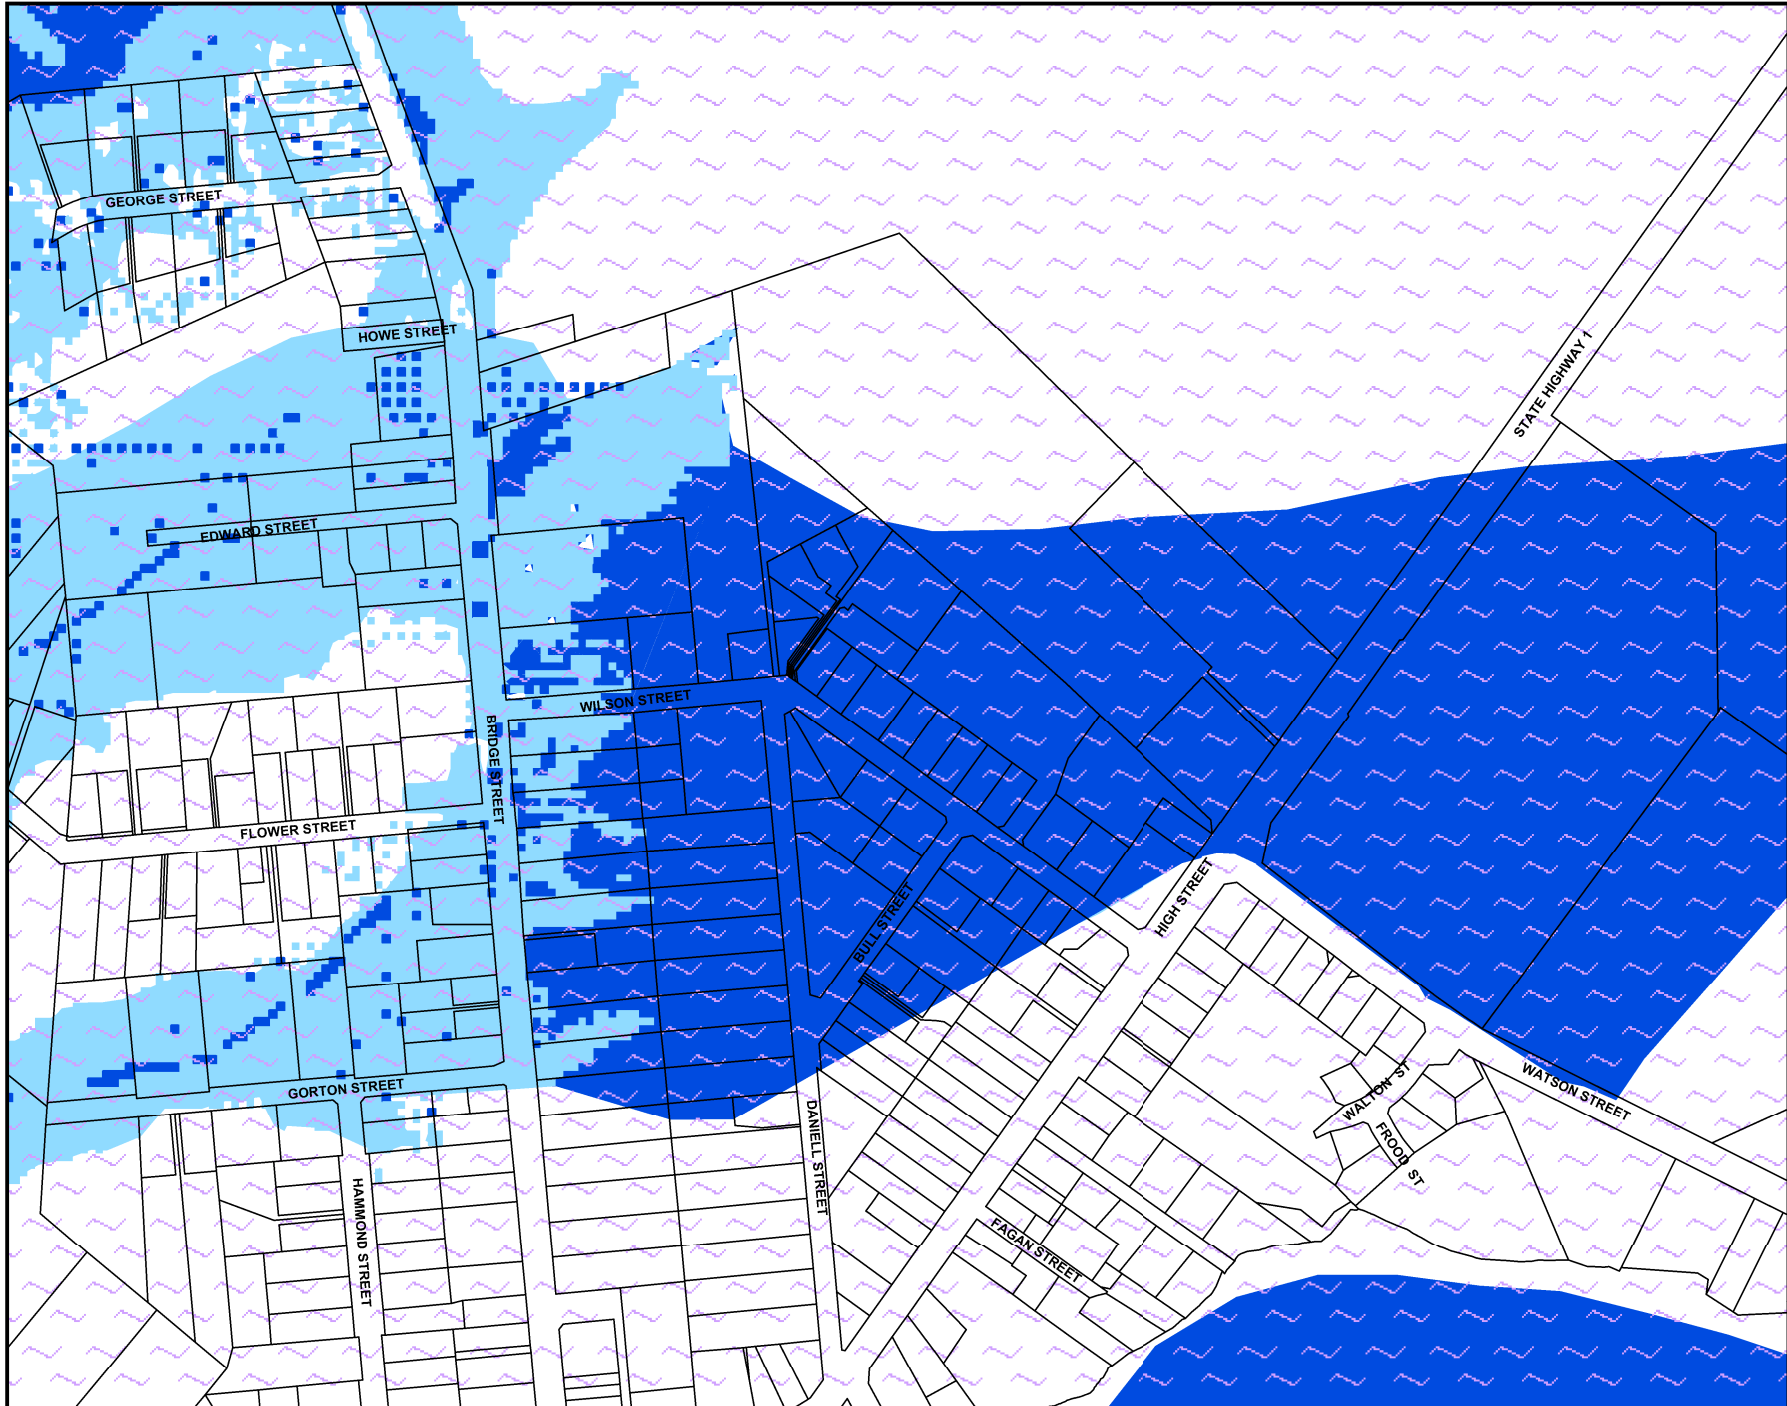 GEORGE STREET
HOWE STREET
STATE HIGHWAY 1
EDWARD STREET
WILSON STREET
BRIDGE STREET
FLOWER STREET
BULL STREET
HIGH STREET
GORTON STREET
WALTON ST
WATSON STREET
DANIELL STREET
FROOD ST
HAMMOND STREET
FAGAN STREET